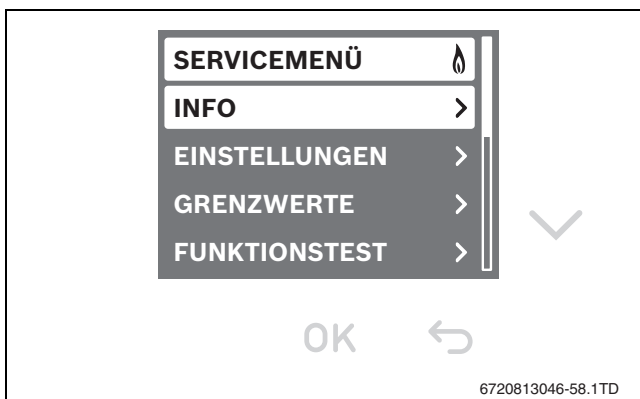 SERVICEMENÜ
INFO
EINSTELLUNGEN
GRENZWERTE
FUNKTIONSTEST
OK
6720813046-58.1TD